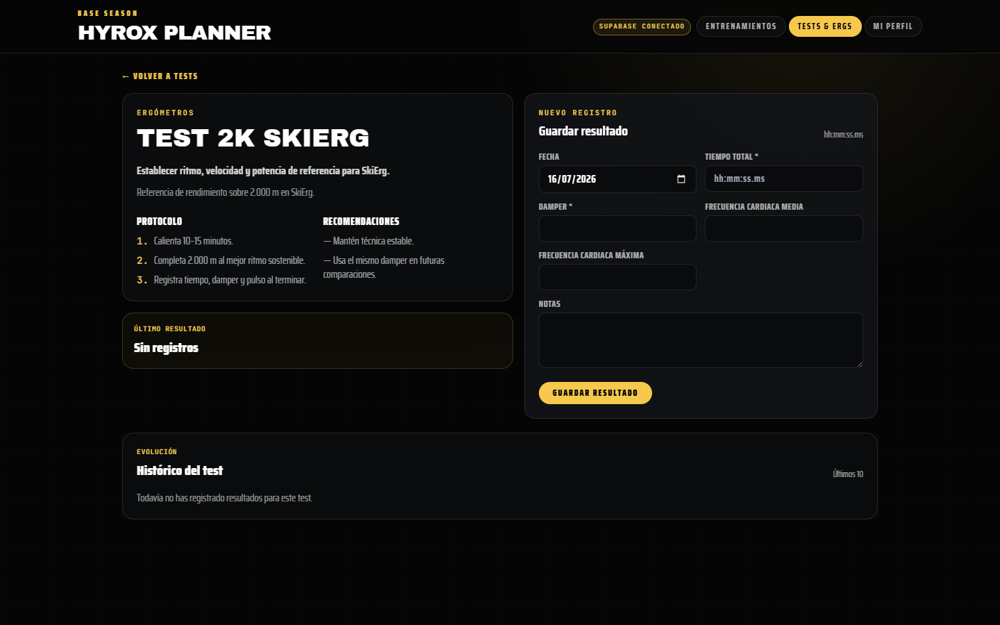 BASE SEASON
HYROX PLANNER
SUPABASE CONECTADO
ENTRENAMIENTOS
TESTS & ERGS
MI PERFIL
← VOLVER A TESTS
ERGÓMETROS
TEST 2K SKIERG
Establecer ritmo, velocidad y potencia de referencia para SkiErg.
Referencia de rendimiento sobre 2.000 m en SkiErg.
PROTOCOLO
1. Calienta 10–15 minutos.
2. Completa 2.000 m al mejor ritmo sostenible.
3. Registra tiempo, damper y pulso al terminar.
RECOMENDACIONES
— Mantén técnica estable.
— Usa el mismo damper en futuras
comparaciones.
ÚLTIMO RESULTADO
Sin registros
NUEVO REGISTRO
Guardar resultado
hh:mm:ss.ms
FECHA
16/07/2026
TIEMPO TOTAL *
hh:mm:ss.ms
DAMPER *
FRECUENCIA CARDIACA MEDIA
FRECUENCIA CARDIACA MÁXIMA
NOTAS
GUARDAR RESULTADO
EVOLUCIÓN
Histórico del test
Últimos 10
Todavía no has registrado resultados para este test.